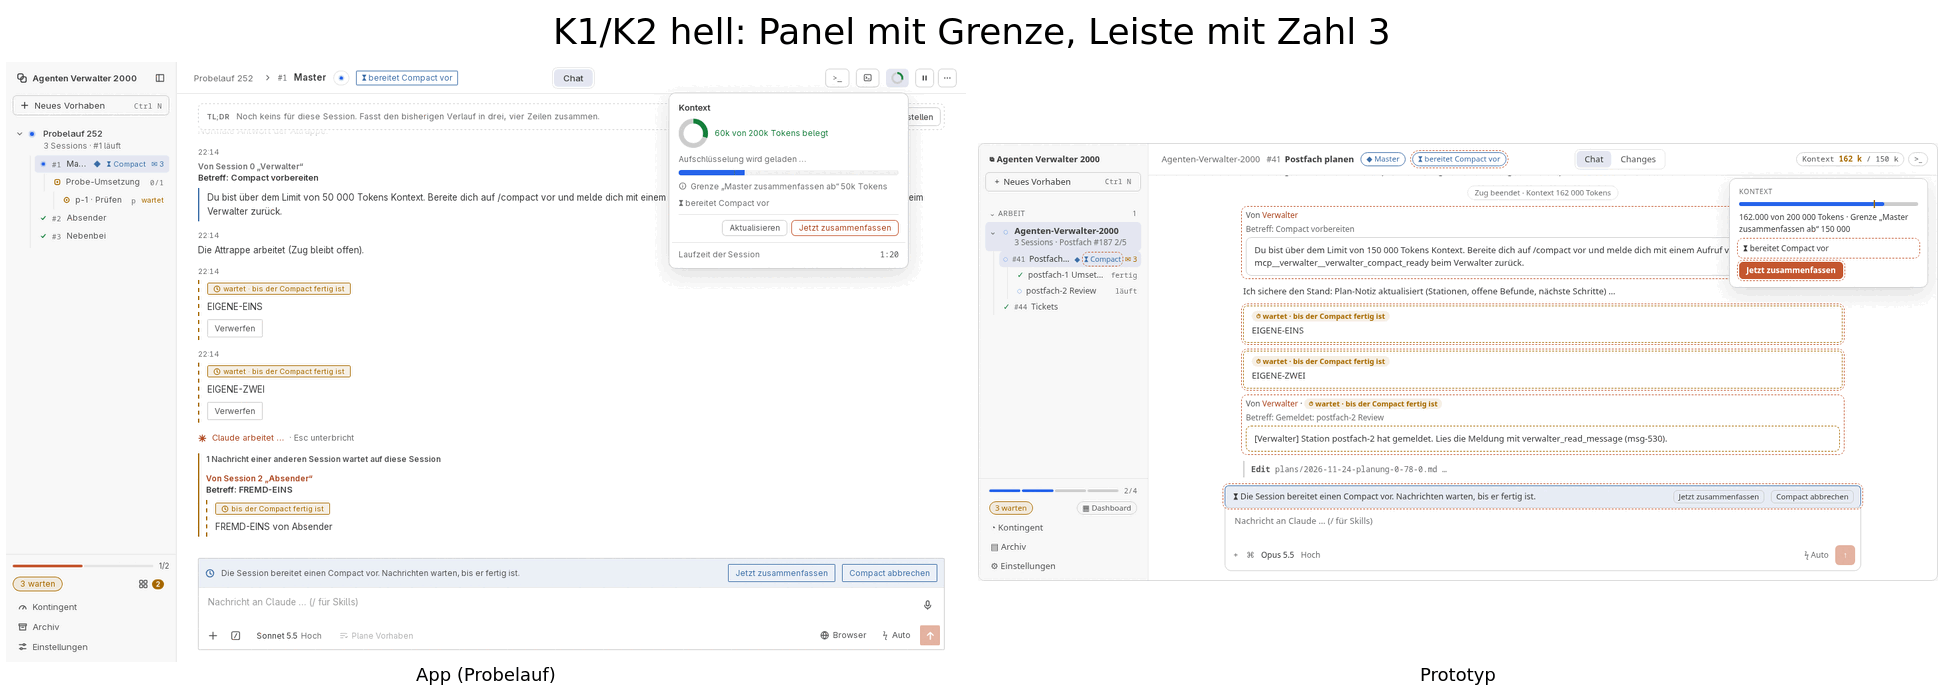 K1/K2 hell: Panel mit Grenze, Leiste mit Zahl 3
Agenten Verwalter 2000
Neues Vorhaben Ctrl N
Probelauf 252
3 Sessions · #1 läuft
#1 Ma... Compact 3
Probe-Umsetzung 0/1
p-1 · Prüfen p wartet
#2 Absender
#3 Nebenbei
1/2
3 warten 2
Kontingent
Archiv
Einstellungen
Probelauf 252 > #1 Master bereitet Compact vor Chat >_
TL;DR Noch keins für diese Session. Fasst den bisherigen Verlauf in drei, vier Zeilen zusammen. stellen
22:14
Von Session 0 „Verwalter“
Betreff: Compact vorbereiten
Du bist über dem Limit von 50 000 Tokens Kontext. Bereite dich auf /compact vor und melde dich mit einem eim
Verwalter zurück.
22:14
Die Attrappe arbeitet (Zug bleibt offen).
22:14
wartet · bis der Compact fertig ist
EIGENE-EINS
Verwerfen
22:14
wartet · bis der Compact fertig ist
EIGENE-ZWEI
Verwerfen
Claude arbeitet ... · Esc unterbricht
1 Nachricht einer anderen Session wartet auf diese Session
Von Session 2 „Absender“
Betreff: FREMD-EINS
bis der Compact fertig ist
FREMD-EINS von Absender
Die Session bereitet einen Compact vor. Nachrichten warten, bis er fertig ist. Jetzt zusammenfassen Compact abbrechen
Nachricht an Claude ... (/ für Skills)
Sonnet 5.5 Hoch Plane Vorhaben Browser Auto
Kontext
60k von 200k Tokens belegt
Aufschlüsselung wird geladen ...
Grenze „Master zusammenfassen ab“ 50k Tokens
bereitet Compact vor
Aktualisieren Jetzt zusammenfassen
Laufzeit der Session 1:20
App (Probelauf)
Agenten Verwalter 2000
+ Neues Vorhaben Ctrl N
ARBEIT 1
Agenten-Verwalter-2000
3 Sessions · Postfach #187 2/5
#41 Postfach... Compact 3
postfach-1 Umset... fertig
postfach-2 Review läuft
#44 Tickets
2/4
3 warten Dashboard
Kontingent
Archiv
Einstellungen
Agenten-Verwalter-2000 #41 Postfach planen Master bereitet Compact vor Chat Changes Kontext 162 k / 150 k >_
Zug beendet · Kontext 162 000 Tokens
Von Verwalter
Betreff: Compact vorbereiten
Du bist über dem Limit von 150 000 Tokens Kontext. Bereite dich auf /compact vor und melde dich mit einem Aufruf v
mcp__verwalter__verwalter_compact_ready beim Verwalter zurück.
Ich sichere den Stand: Plan-Notiz aktualisiert (Stationen, offene Befunde, nächste Schritte) ...
wartet · bis der Compact fertig ist
EIGENE-EINS
wartet · bis der Compact fertig ist
EIGENE-ZWEI
Von Verwalter · wartet · bis der Compact fertig ist
Betreff: Gemeldet: postfach-2 Review
[Verwalter] Station postfach-2 hat gemeldet. Lies die Meldung mit verwalter_read_message (msg-530).
Edit plans/2026-11-24-planung-0-78-0.md …
Die Session bereitet einen Compact vor. Nachrichten warten, bis er fertig ist. Jetzt zusammenfassen Compact abbrechen
Nachricht an Claude ... (/ für Skills)
+ ⌘ Opus 5.5 Hoch Auto ↑
KONTEXT
162.000 von 200 000 Tokens · Grenze „Master
zusammenfassen ab“ 150 000
bereitet Compact vor
Jetzt zusammenfassen
Prototyp